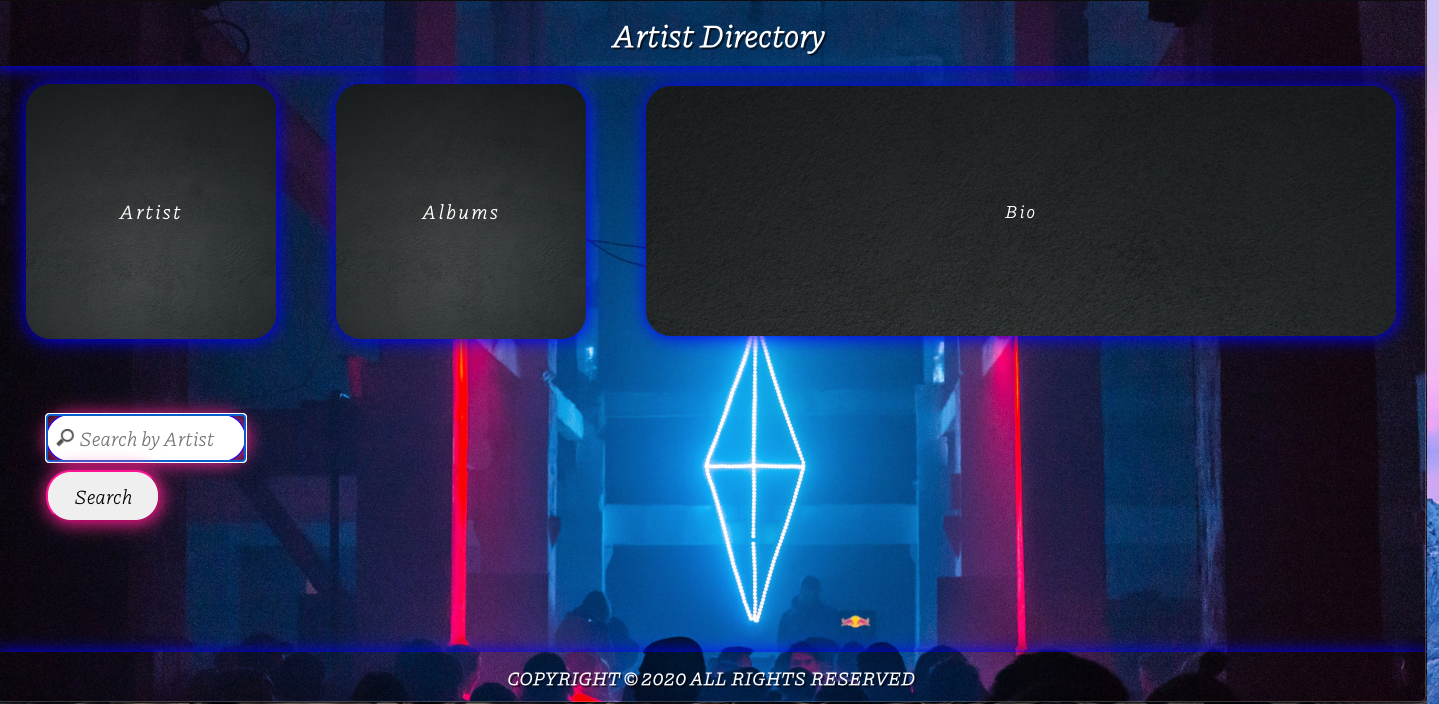 Artist Directory
Artist
Albums
Bio
Search by Artist
Search
COPYRIGHT © 2020 ALL RIGHTS RESERVED